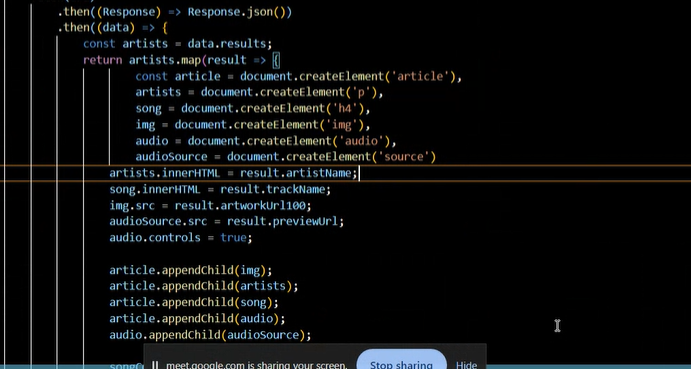 .then((Response) => Response.json())
.then((data) => {
const artists = data.results;
return artists.map(result => {
const article = document.createElement('article'),
artists = document.createElement('p'),
song = document.createElement('h4'),
img = document.createElement('img'),
audio = document.createElement('audio'),
audioSource = document.createElement('source')
artists.innerHTML = result.artistName;
song.innerHTML = result.trackName;
img.src = result.artworkUrl100;
audioSource.src = result.previewUrl;
audio.controls = true;
article.appendChild(img);
article.appendChild(artists);
article.appendChild(song);
article.appendChild(audio);
audio.appendChild(audioSource);
meet.google.com is sharing your screen.
Stop sharing
Hide